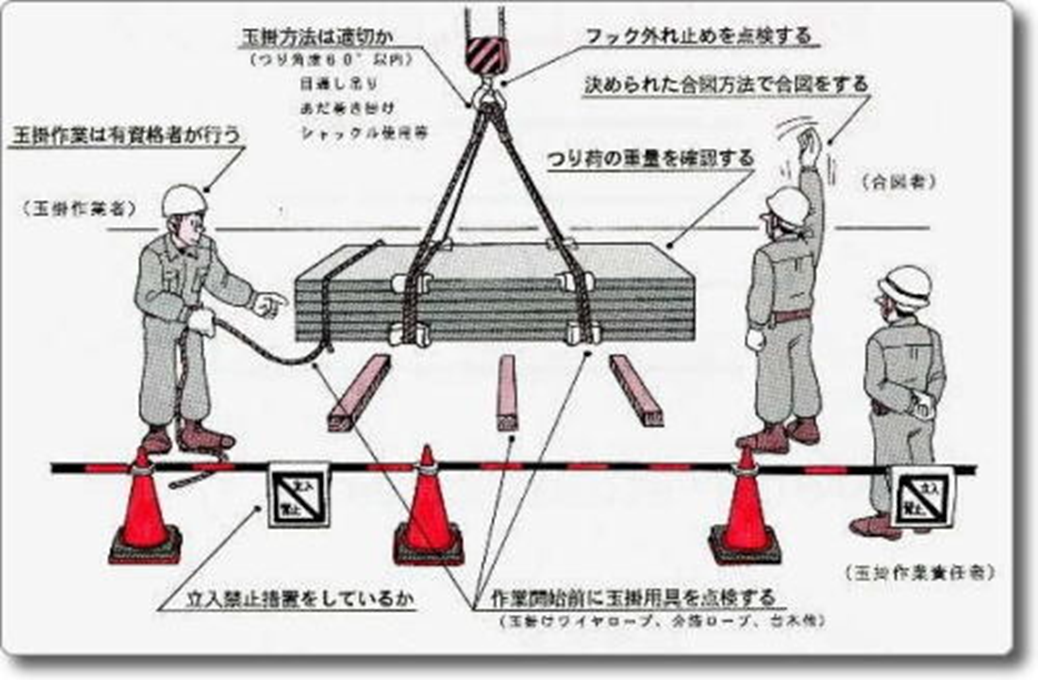 玉掛方法は適切か
(つり角度60°以内)
目通し吊り
あだ巻き掛け
シャックル使用等
フック外れ止めを点検する
決められた合図方法で合図をする
玉掛作業は有資格者が行う
つり荷の重量を確認する
(玉掛作業者)
(合図者)
立入
禁止
立入
禁止
(玉掛作業責任者)
立入禁止措置をしているか
作業開始前に玉掛用具を点検する
(玉掛けワイヤロープ、介錯ロープ、台木他)